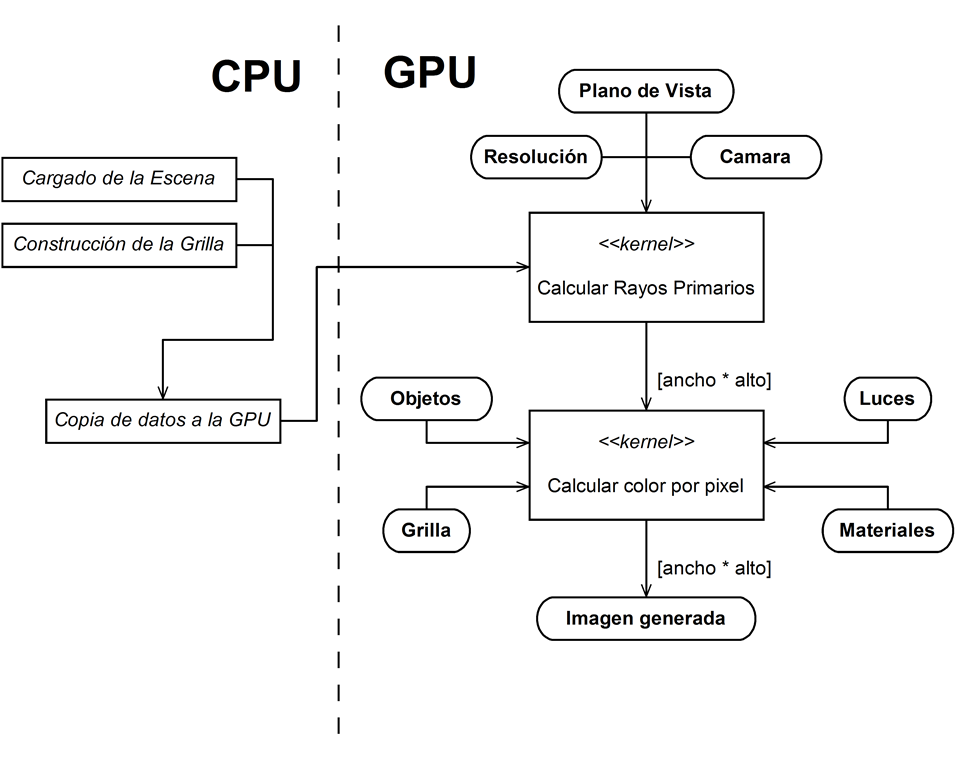 CPU
GPU
Plano de Vista
Resolución
Camara
Cargado de la Escena
Construcción de la Grilla
<<kernel>>
Calcular Rayos Primarios
[ancho * alto]
Copia de datos a la GPU
Objetos
Luces
<<kernel>>
Calcular color por pixel
Grilla
Materiales
[ancho * alto]
Imagen generada